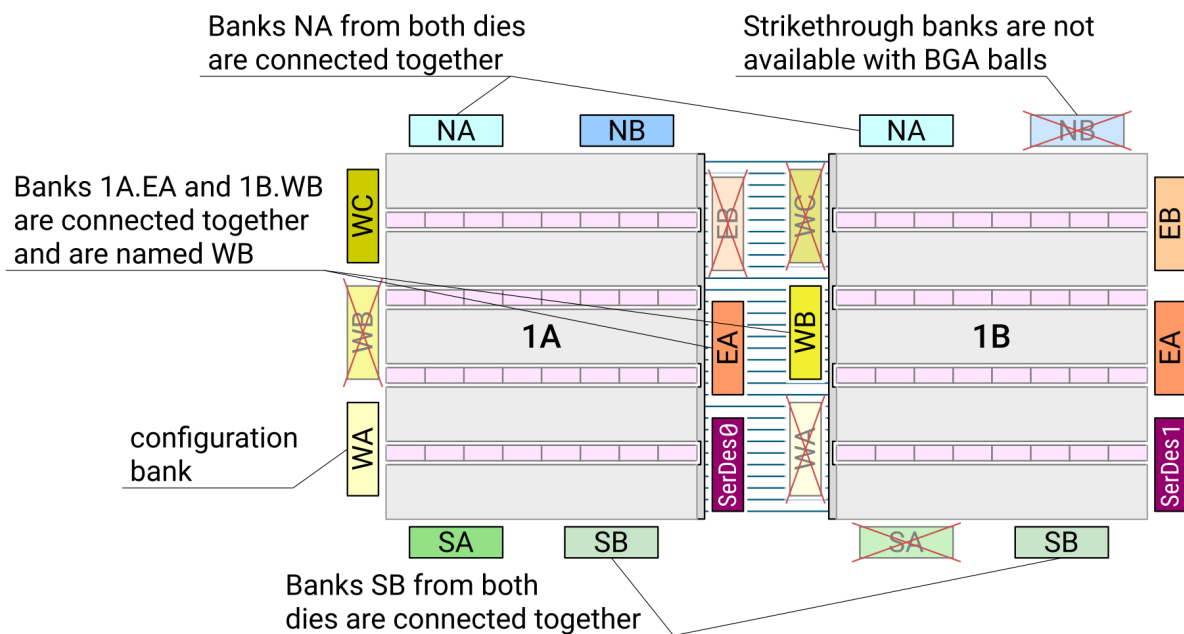 Banks NA from both dies
are connected together
Strikethrough banks are not
available with BGA balls
NA
NB
NA
NB
Banks 1A.EA and 1B.WB
are connected together
and are named WB
WC
EB
WC
EB
WB
1A
EA
WB
1B
EA
configuration
bank
WA
SerDes0
WA
SerDes1
SA
SB
SA
SB
Banks SB from both
dies are connected together